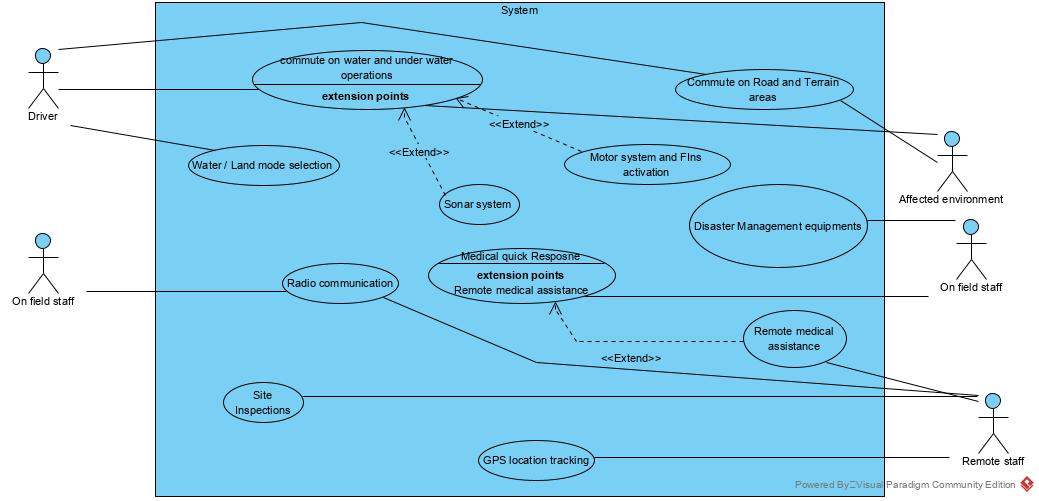 System
commute on water and under water
operations
extension points
Commute on Road and Terrain
areas
Driver
<<Extend>>
<<Extend>>
Water / Land mode selection
Motor system and FIns
activation
Affected environment
Sonar system
Disaster Management equipments
Medical quick Resposne
extension points
Remote medical assistance
Radio communication
On field staff
On field staff
Remote medical
assistance
<<Extend>>
Site
Inspections
GPS location tracking
Remote staff
Powered By Visual Paradigm Community Edition